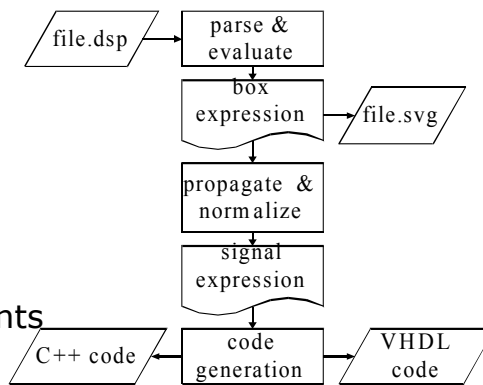 file.dsp
parse &
evaluate
box
expression
file.svg
propagate &
normalize
signal
expression
C++ code
code
generation
VHDL
code